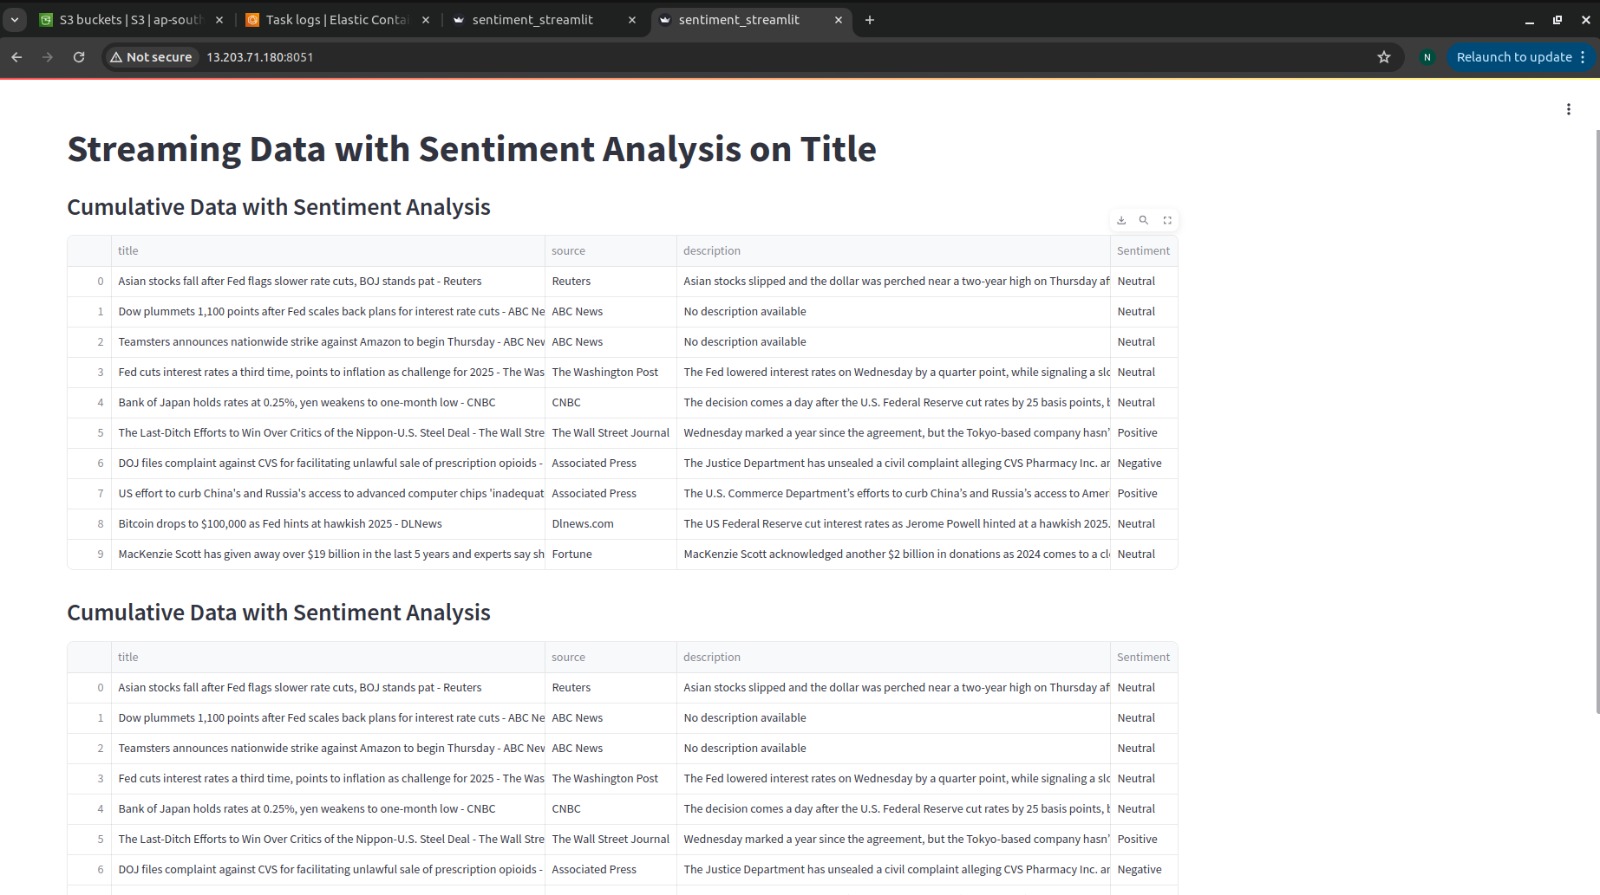 S3 buckets | S3 | ap-south
Task logs | Elastic Contai
sentiment_streamlit
sentiment_streamlit
Not secure 13.203.71.180:8051 N Relaunch to update
Streaming Data with Sentiment Analysis on Title
Cumulative Data with Sentiment Analysis
title source description Sentiment
0 Asian stocks fall after Fed flags slower rate cuts, BOJ stands pat - Reuters Reuters Asian stocks slipped and the dollar was perched near a two-year high on Thursday af Neutral
1 Dow plummets 1,100 points after Fed scales back plans for interest rate cuts - ABC Ne ABC News No description available Neutral
2 Teamsters announces nationwide strike against Amazon to begin Thursday - ABC New ABC News No description available Neutral
3 Fed cuts interest rates a third time, points to inflation as challenge for 2025 - The Was The Washington Post The Fed lowered interest rates on Wednesday by a quarter point, while signaling a slo Neutral
4 Bank of Japan holds rates at 0.25%, yen weakens to one-month low - CNBC CNBC The decision comes a day after the U.S. Federal Reserve cut rates by 25 basis points, b Neutral
5 The Last-Ditch Efforts to Win Over Critics of the Nippon-U.S. Steel Deal - The Wall Stre The Wall Street Journal Wednesday marked a year since the agreement, but the Tokyo-based company hasn’ Positive
6 DOJ files complaint against CVS for facilitating unlawful sale of prescription opioids - Associated Press The Justice Department has unsealed a civil complaint alleging CVS Pharmacy Inc. ar Negative
7 US effort to curb China's and Russia's access to advanced computer chips 'inadequat Associated Press The U.S. Commerce Department’s efforts to curb China’s and Russia’s access to Amer Positive
8 Bitcoin drops to $100,000 as Fed hints at hawkish 2025 - DLNews Dlnews.com The US Federal Reserve cut interest rates as Jerome Powell hinted at a hawkish 2025. Neutral
9 MacKenzie Scott has given away over $19 billion in the last 5 years and experts say sh Fortune MacKenzie Scott acknowledged another $2 billion in donations as 2024 comes to a cl Neutral
Cumulative Data with Sentiment Analysis
title source description Sentiment
0 Asian stocks fall after Fed flags slower rate cuts, BOJ stands pat - Reuters Reuters Asian stocks slipped and the dollar was perched near a two-year high on Thursday af Neutral
1 Dow plummets 1,100 points after Fed scales back plans for interest rate cuts - ABC Ne ABC News No description available Neutral
2 Teamsters announces nationwide strike against Amazon to begin Thursday - ABC New ABC News No description available Neutral
3 Fed cuts interest rates a third time, points to inflation as challenge for 2025 - The Was The Washington Post The Fed lowered interest rates on Wednesday by a quarter point, while signaling a slo Neutral
4 Bank of Japan holds rates at 0.25%, yen weakens to one-month low - CNBC CNBC The decision comes a day after the U.S. Federal Reserve cut rates by 25 basis points, b Neutral
5 The Last-Ditch Efforts to Win Over Critics of the Nippon-U.S. Steel Deal - The Wall Stre The Wall Street Journal Wednesday marked a year since the agreement, but the Tokyo-based company hasn’ Positive
6 DOJ files complaint against CVS for facilitating unlawful sale of prescription opioids - Associated Press The Justice Department has unsealed a civil complaint alleging CVS Pharmacy Inc. ar Negative